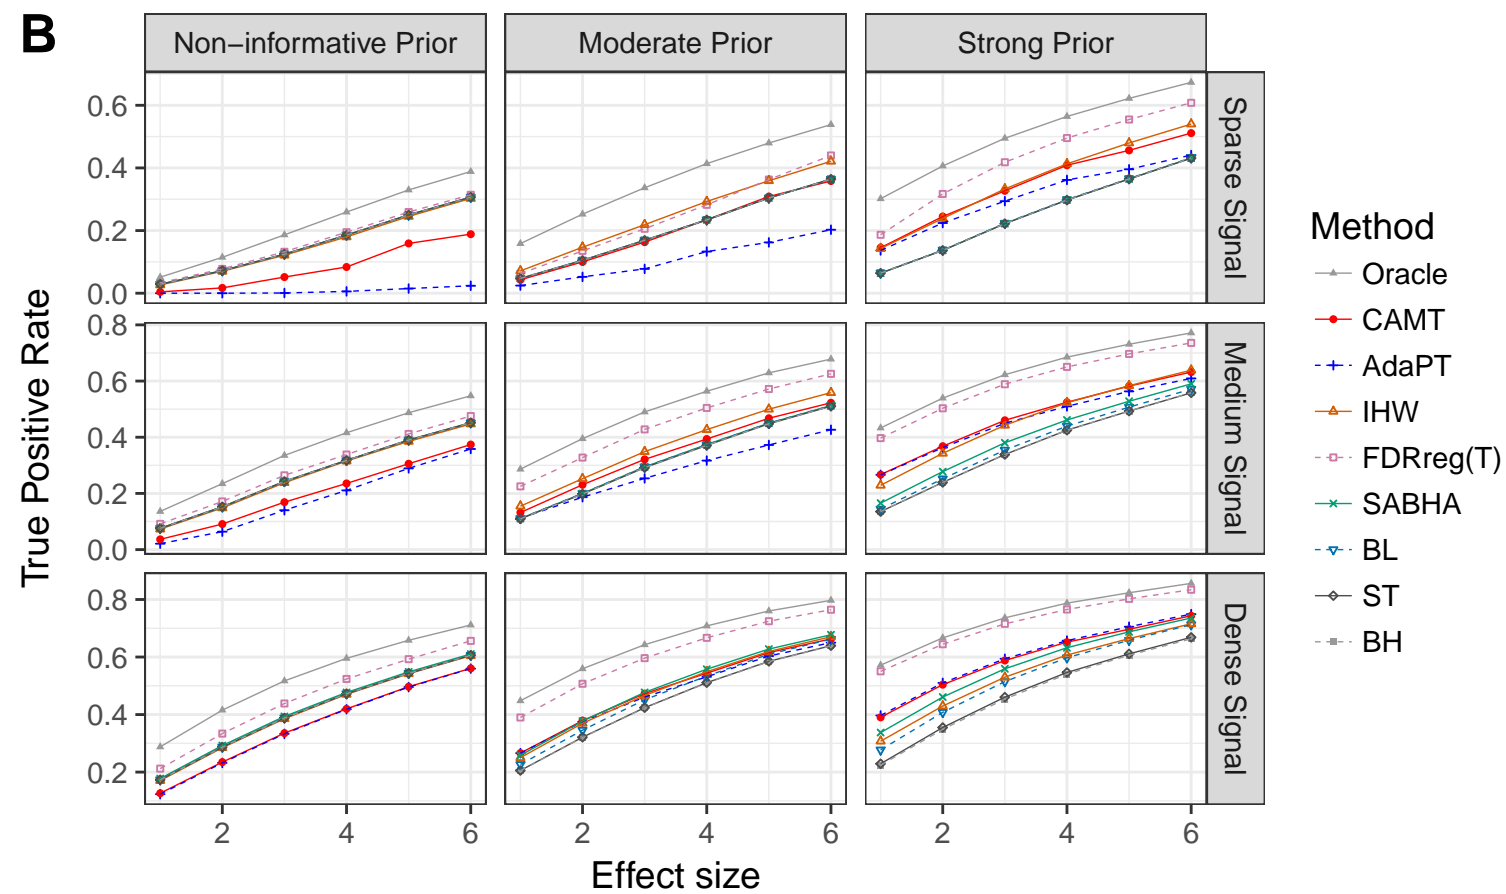 B
Non−informative Prior
Moderate Prior
Strong Prior
0.6
0.4
0.2
0.0
Sparse Signal
0.8
0.6
0.4
0.2
0.0
Medium Signal
0.8
0.6
0.4
0.2
Dense Signal
2 4 6
2 4 6
2 4 6
True Positive Rate
Effect size
Method
Oracle
CAMT
AdaPT
IHW
FDRreg(T)
SABHA
BL
ST
BH